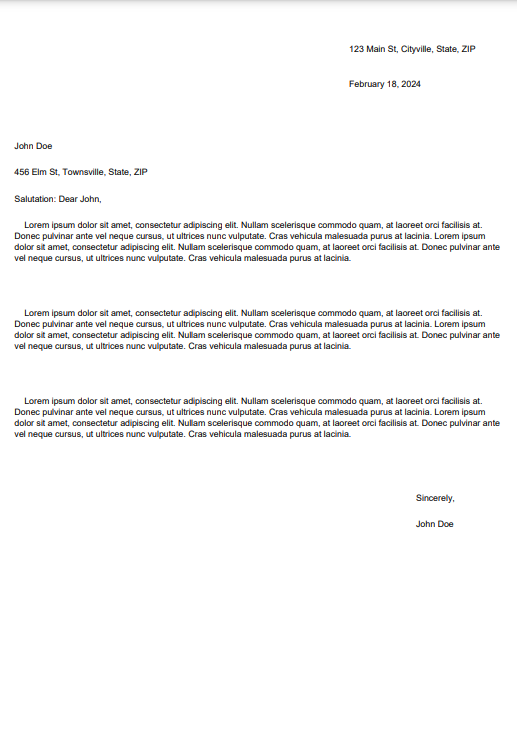 123 Main St, Cityville, State, ZIP
February 18, 2024
John Doe
456 Elm St, Townsville, State, ZIP
Salutation: Dear John,
Lorem ipsum dolor sit amet, consectetur adipiscing elit. Nullam scelerisque commodo quam, at laoreet orci facilisis at.
Donec pulvinar ante vel neque cursus, ut ultrices nunc vulputate. Cras vehicula malesuada purus at lacinia. Lorem ipsum
dolor sit amet, consectetur adipiscing elit. Nullam scelerisque commodo quam, at laoreet orci facilisis at. Donec pulvinar ante
vel neque cursus, ut ultrices nunc vulputate. Cras vehicula malesuada purus at lacinia.
Lorem ipsum dolor sit amet, consectetur adipiscing elit. Nullam scelerisque commodo quam, at laoreet orci facilisis at.
Donec pulvinar ante vel neque cursus, ut ultrices nunc vulputate. Cras vehicula malesuada purus at lacinia. Lorem ipsum
dolor sit amet, consectetur adipiscing elit. Nullam scelerisque commodo quam, at laoreet orci facilisis at. Donec pulvinar ante
vel neque cursus, ut ultrices nunc vulputate. Cras vehicula malesuada purus at lacinia.
Lorem ipsum dolor sit amet, consectetur adipiscing elit. Nullam scelerisque commodo quam, at laoreet orci facilisis at.
Donec pulvinar ante vel neque cursus, ut ultrices nunc vulputate. Cras vehicula malesuada purus at lacinia. Lorem ipsum
dolor sit amet, consectetur adipiscing elit. Nullam scelerisque commodo quam, at laoreet orci facilisis at. Donec pulvinar ante
vel neque cursus, ut ultrices nunc vulputate. Cras vehicula malesuada purus at lacinia.
Sincerely,
John Doe